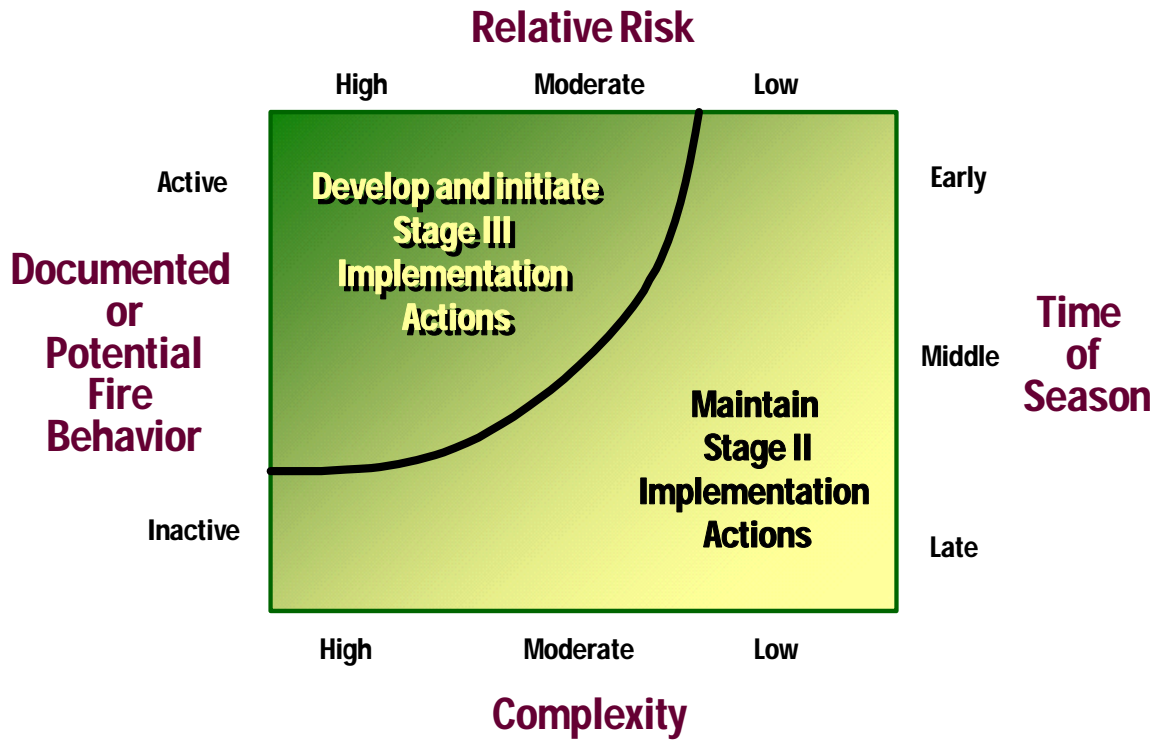 Relative Risk
High Moderate Low
Active
Early
Develop and initiate
Stage III
Implementation
Actions
Documented
or
Potential
Fire
Behavior
Time
of
Season
Middle
Maintain
Stage II
Implementation
Actions
Inactive
Late
High Moderate Low
Complexity